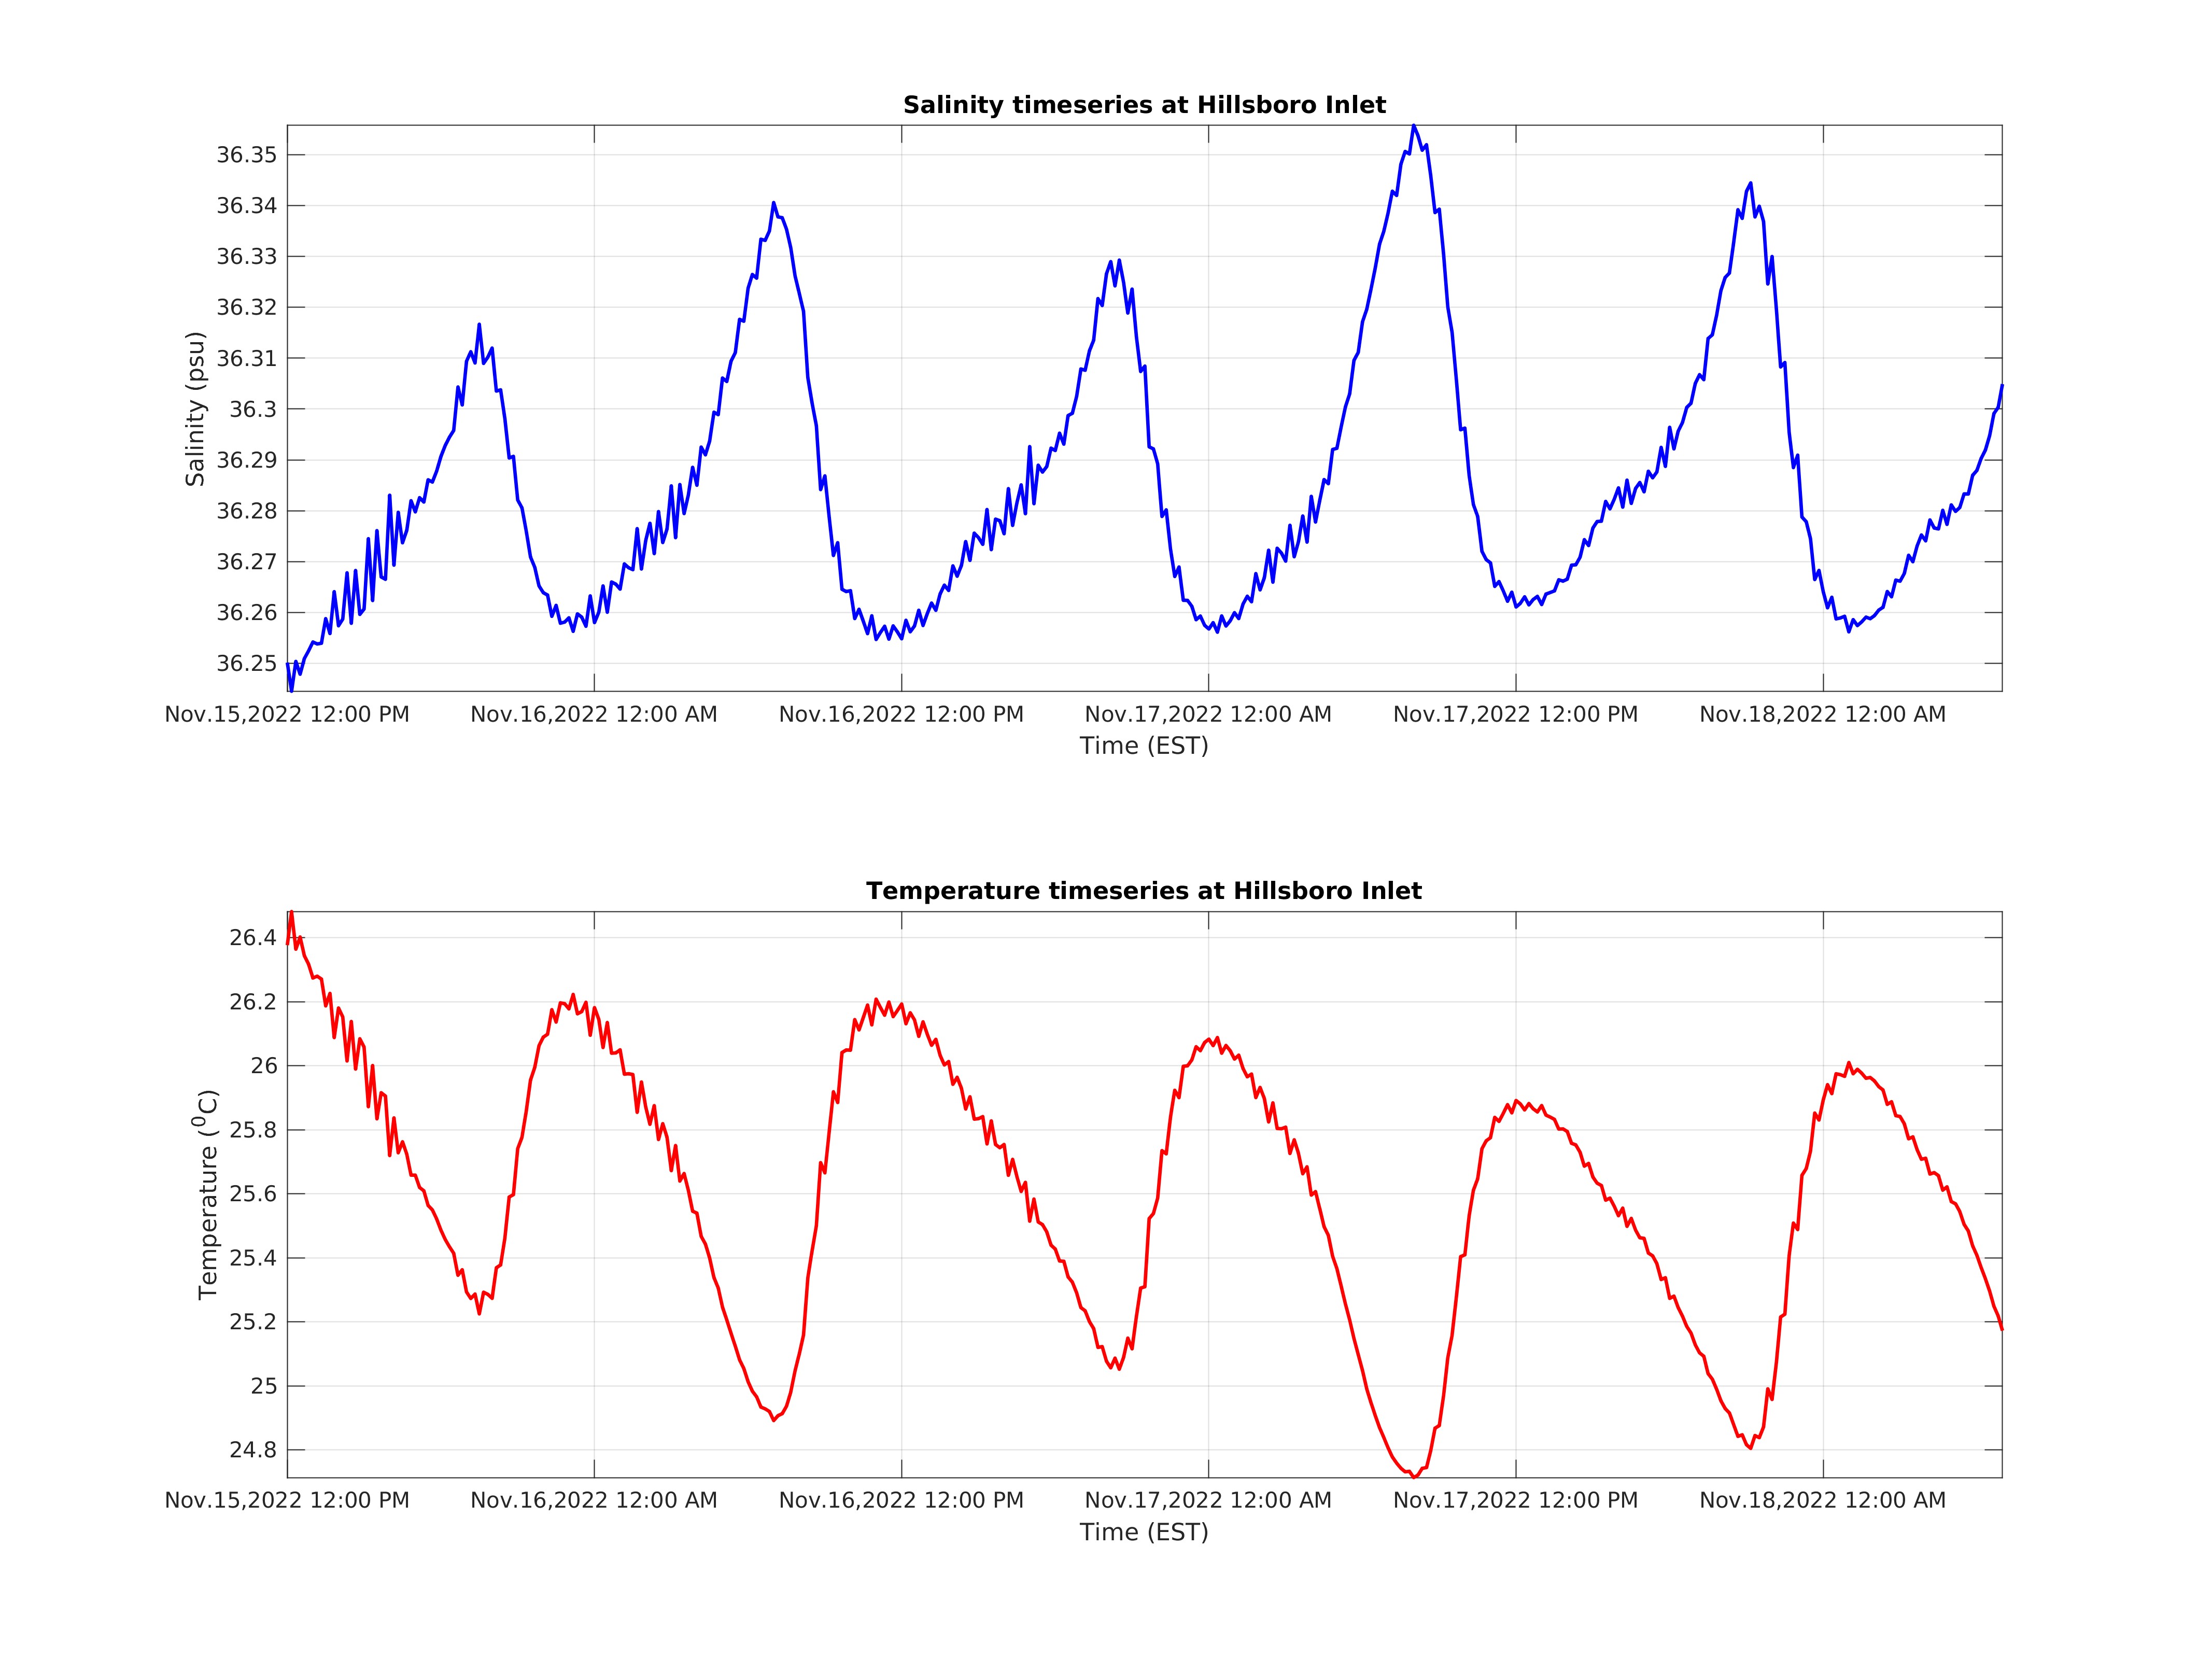 Salinity timeseries at Hillsboro Inlet
36.35
36.34
36.33
36.32
36.31
36.3
36.29
36.28
36.27
36.26
36.25
Salinity (psu)
Nov.15,2022 12:00 PM Nov.16,2022 12:00 AM Nov.16,2022 12:00 PM Nov.17,2022 12:00 AM Nov.17,2022 12:00 PM Nov.18,2022 12:00 AM
Time (EST)
Temperature timeseries at Hillsboro Inlet
26.4
26.2
26
25.8
25.6
25.4
25.2
25
24.8
Temperature (⁰C)
Nov.15,2022 12:00 PM Nov.16,2022 12:00 AM Nov.16,2022 12:00 PM Nov.17,2022 12:00 AM Nov.17,2022 12:00 PM Nov.18,2022 12:00 AM
Time (EST)